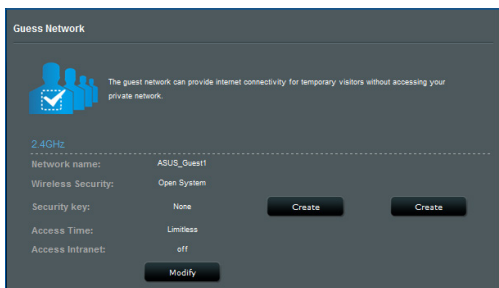 Guess Network
The guest network can provide internet connectivity for temporary visitors without accessing your
private network.
2.4GHz
Network name: ASUS_Guest1
Wireless Security: Open System
Security key: None Create Create
Access Time: Limitless
Access Intranet: off
Modify